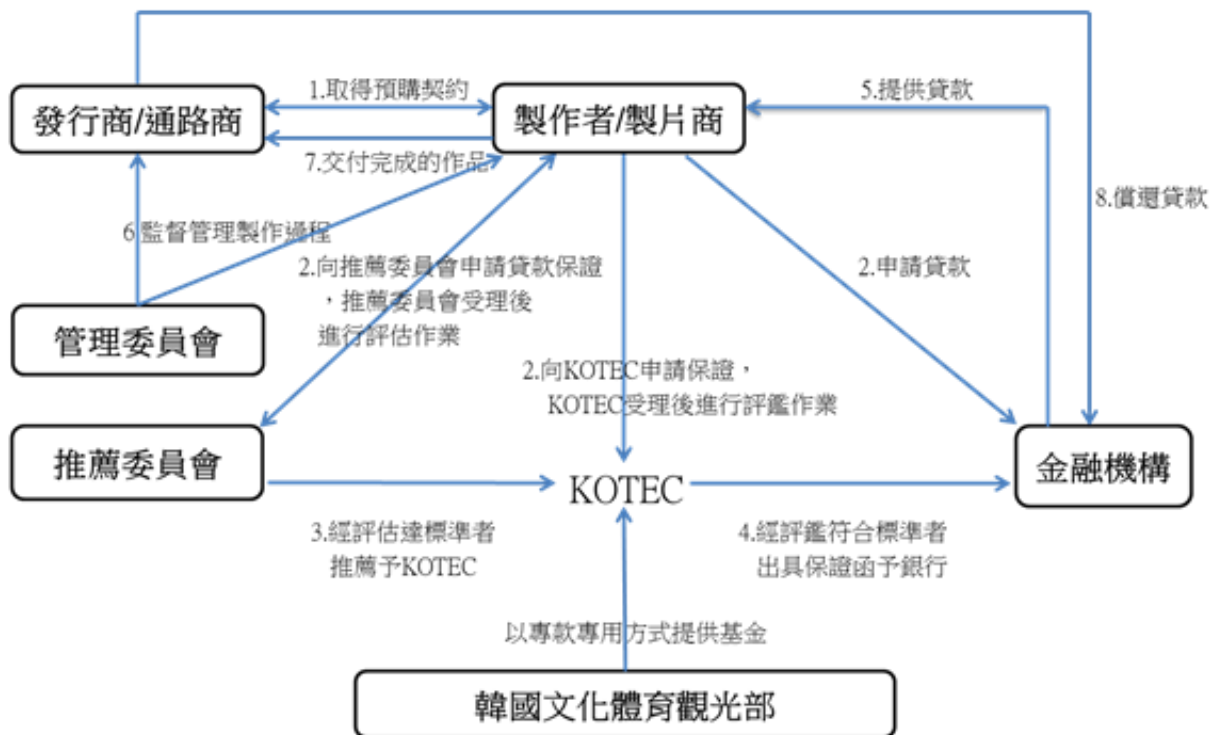 1.取得預購契約
5.提供貸款
發行商/通路商
製作者/製片商
7.交付完成的作品
8.償還貸款
6.監督管理製作過程
2.向推薦委員會申請貸款保證
，推薦委員會受理後
進行評估作業
2.申請貸款
管理委員會
2.向KOTEC申請保證，
KOTEC受理後進行評鑑作業
推薦委員會
金融機構
KOTEC
3.經評估達標準者
推薦予KOTEC
4.經評鑑符合標準者
出具保證函予銀行
以專款專用方式提供基金
韓國文化體育觀光部